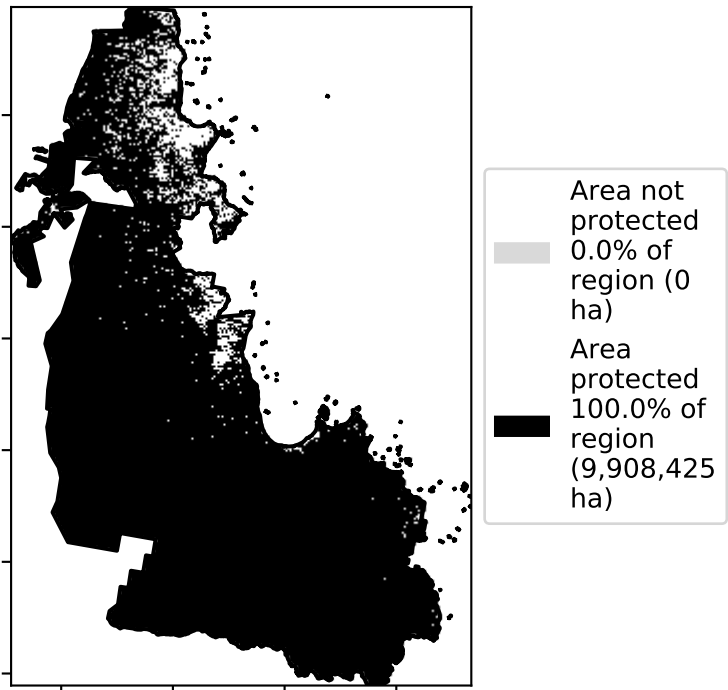 Area not
protected
0.0% of
region (0
ha)
Area
protected
100.0% of
region
(9,908,425
ha)